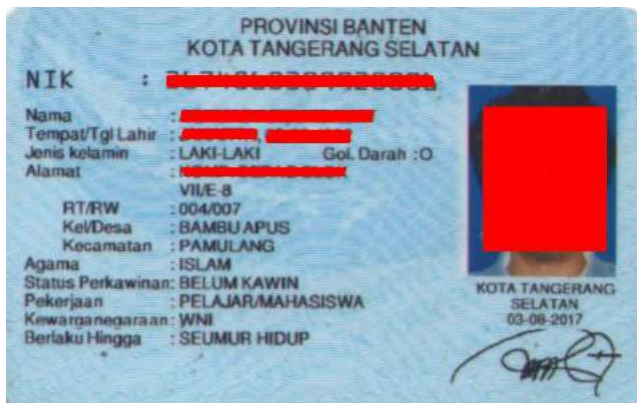 PROVINSI BANTEN
KOTA TANGERANG SELATAN
NIK :
Nama :
Tempat/Tgl Lahir :
Jenis kelamin : LAKI-LAKI Gol. Darah : O
Alamat :
VII/E-8
RT/RW : 004/007
Kel/Desa : BAMBU APUS
Kecamatan : PAMULANG
Agama : ISLAM
Status Perkawinan: BELUM KAWIN
Pekerjaan : PELAJAR/MAHASISWA
Kewarganegaraan: WNI
Berlaku Hingga : SEUMUR HIDUP
KOTA TANGERANG
SELATAN
03-08-2017